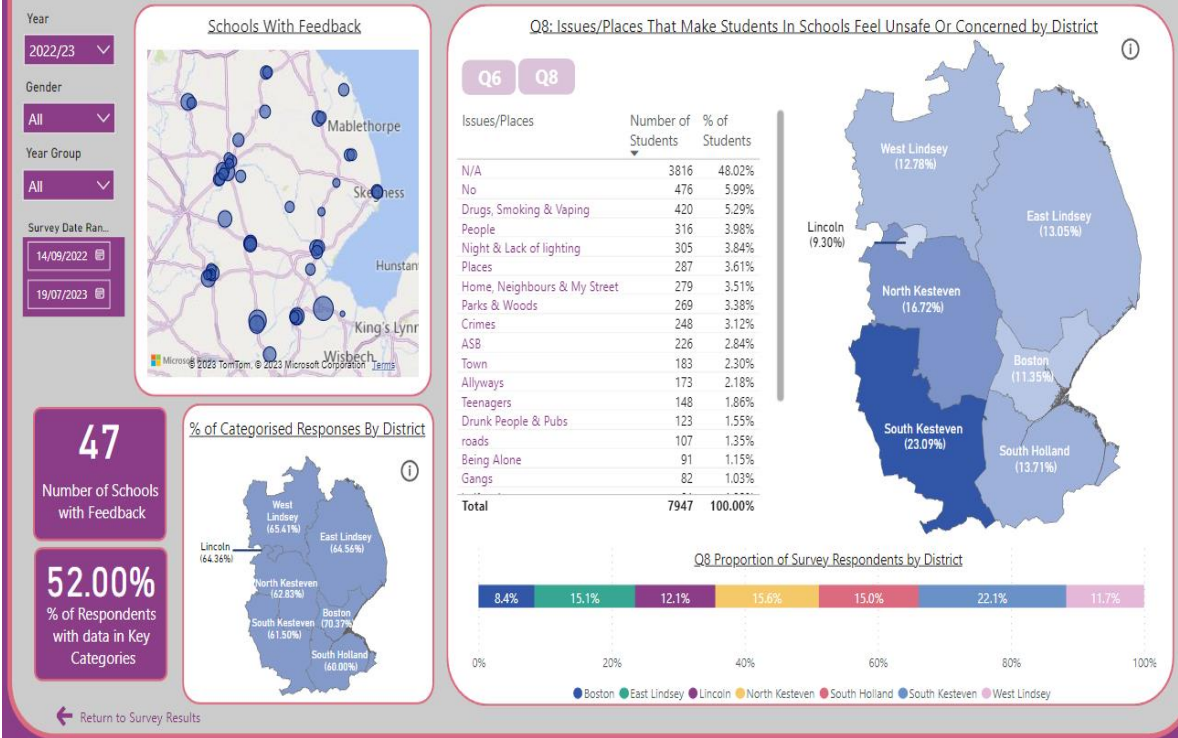 Year
2022/23
Gender
All
Year Group
All
Survey Date Ran...
14/09/2022
19/07/2023
Schools With Feedback
Mablethorpe
Skegness
Hunstan
King's Lynn
Wisbech
© 2023 TomTom, © 2023 Microsoft Corporation Terms
47
Number of Schools
with Feedback
52.00%
% of Respondents
with data in Key
Categories
% of Categorised Responses By District
West
Lindsey
(65.41%)
Lincoln
(64.36%)
East Lindsey
(64.56%)
North Kesteven
(62.83%)
South Kesteven
(61.50%)
Boston
(70.37%)
South Holland
(60.00%)
Return to Survey Results
Q8: Issues/Places That Make Students In Schools Feel Unsafe Or Concerned by District
Q6 Q8
Issues/Places Number of Students % of Students
N/A 3816 48.02%
No 476 5.99%
Drugs, Smoking & Vaping 420 5.29%
People 316 3.98%
Night & Lack of lighting 305 3.84%
Places 287 3.61%
Home, Neighbours & My Street 279 3.51%
Parks & Woods 269 3.38%
Crimes 248 3.12%
ASB 226 2.84%
Town 183 2.30%
Allyways 173 2.18%
Teenagers 148 1.86%
Drunk People & Pubs 123 1.55%
roads 107 1.35%
Being Alone 91 1.15%
Gangs 82 1.03%
Total 7947 100.00%
West Lindsey
(12.78%)
Lincoln
(9.30%)
East Lindsey
(13.05%)
North Kesteven
(16.72%)
Boston
(11.35%)
South Kesteven
(23.09%)
South Holland
(13.71%)
Q8 Proportion of Survey Respondents by District
8.4% 15.1% 12.1% 15.6% 15.0% 22.1% 11.7%
0% 20% 40% 60% 80% 100%
Boston East Lindsey Lincoln North Kesteven South Holland South Kesteven West Lindsey